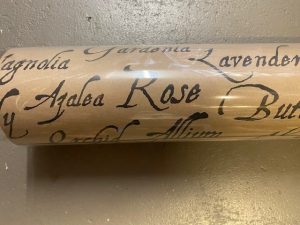 Gardenia
Magnolia Lavender
Azalea Rose
Orchid Allium